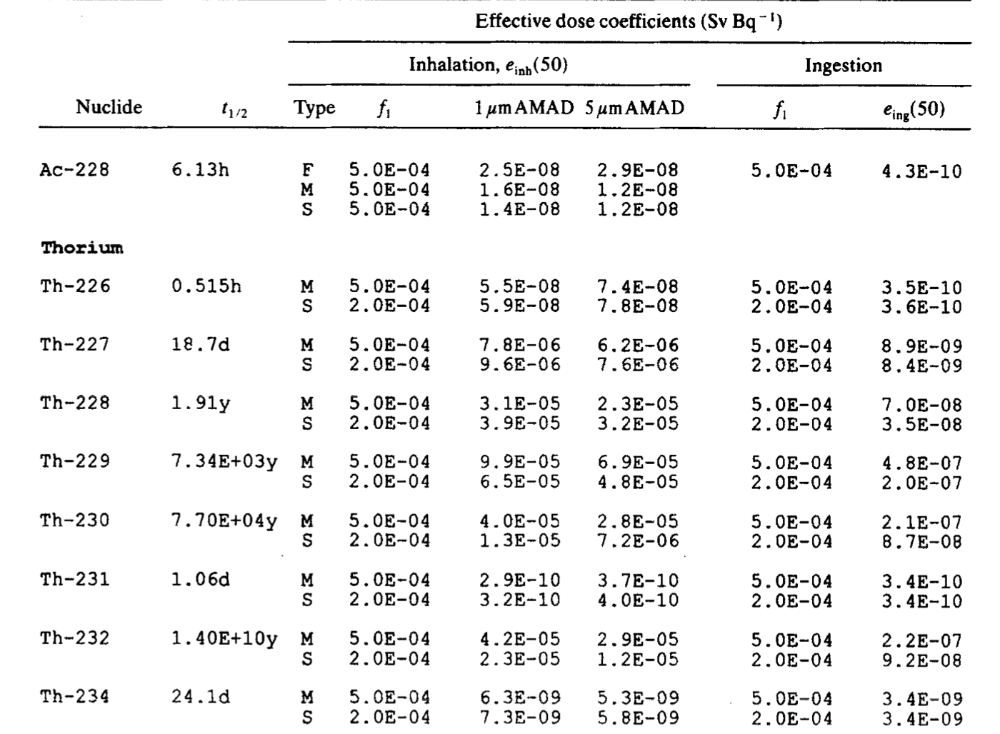 Effective dose coefficients (Sv Bq⁻¹)
Inhalation, e_inh(50) Ingestion
Nuclide t_1/2 Type f_1 1 μm AMAD 5 μm AMAD f_1 e_ing(50)
Ac-228 6.13h F 5.0E-04 2.5E-08 2.9E-08 5.0E-04 4.3E-10
M 5.0E-04 1.6E-08 1.2E-08
S 5.0E-04 1.4E-08 1.2E-08
Thorium
Th-226 0.515h M 5.0E-04 5.5E-08 7.4E-08 5.0E-04 3.5E-10
S 2.0E-04 5.9E-08 7.8E-08 2.0E-04 3.6E-10
Th-227 18.7d M 5.0E-04 7.8E-06 6.2E-06 5.0E-04 8.9E-09
S 2.0E-04 9.6E-06 7.6E-06 2.0E-04 8.4E-09
Th-228 1.91y M 5.0E-04 3.1E-05 2.3E-05 5.0E-04 7.0E-08
S 2.0E-04 3.9E-05 3.2E-05 2.0E-04 3.5E-08
Th-229 7.34E+03y M 5.0E-04 9.9E-05 6.9E-05 5.0E-04 4.8E-07
S 2.0E-04 6.5E-05 4.8E-05 2.0E-04 2.0E-07
Th-230 7.70E+04y M 5.0E-04 4.0E-05 2.8E-05 5.0E-04 2.1E-07
S 2.0E-04 1.3E-05 7.2E-06 2.0E-04 8.7E-08
Th-231 1.06d M 5.0E-04 2.9E-10 3.7E-10 5.0E-04 3.4E-10
S 2.0E-04 3.2E-10 4.0E-10 2.0E-04 3.4E-10
Th-232 1.40E+10y M 5.0E-04 4.2E-05 2.9E-05 5.0E-04 2.2E-07
S 2.0E-04 2.3E-05 1.2E-05 2.0E-04 9.2E-08
Th-234 24.1d M 5.0E-04 6.3E-09 5.3E-09 5.0E-04 3.4E-09
S 2.0E-04 7.3E-09 5.8E-09 2.0E-04 3.4E-09